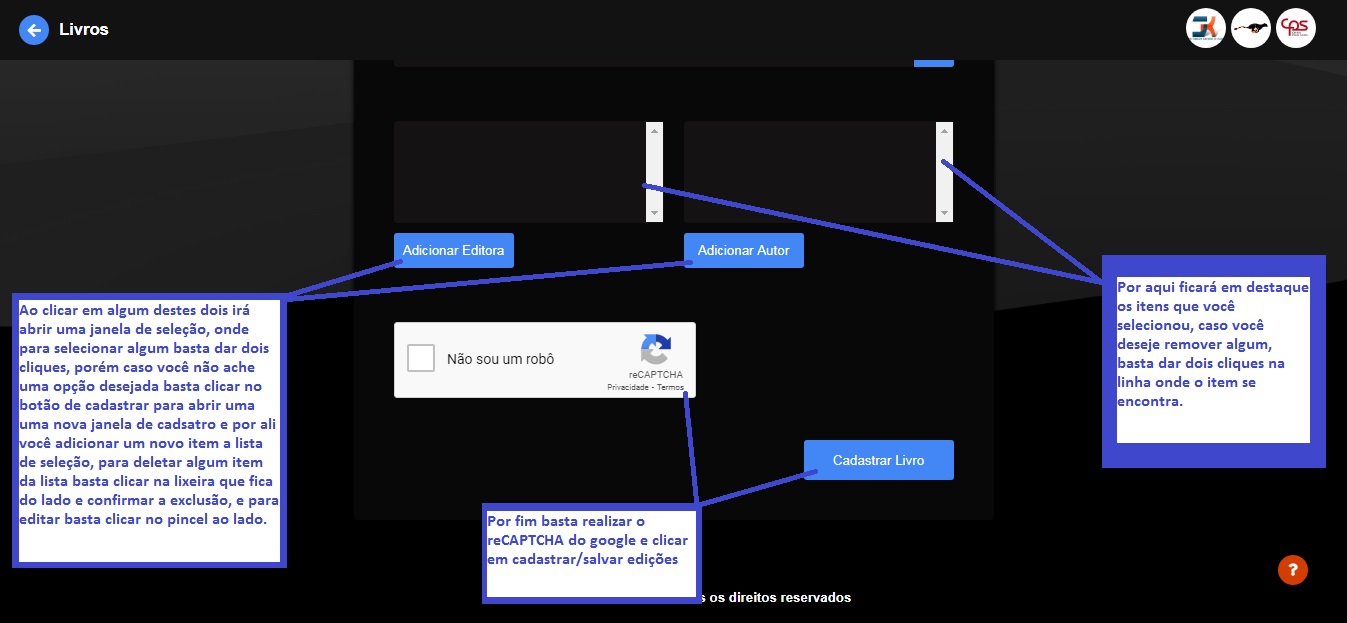 Livros
CPS
Adicionar Editora
Adicionar Autor
Ao clicar em algum destes dois irá
abrir uma janela de seleção, onde
para selecionar algum basta dar dois
cliques, porém caso você não ache
uma opção desejada basta clicar no
botão de cadastrar para abrir uma
uma nova janela de cadsatro e por ali
você adicionar um novo item a lista
de seleção, para deletar algum item
da lista basta clicar na lixeira que fica
do lado e confirmar a exclusão, e para
editar basta clicar no pincel ao lado.
Por aqui ficará em destaque
os itens que você
selecionou, caso você
deseje remover algum,
basta dar dois cliques na
linha onde o item se
encontra.
Não sou um robô
reCAPTCHA
Privacidade - Termos
Cadastrar Livro
Por fim basta realizar o
reCAPTCHA do google e clicar
em cadastrar/salvar edições
?
s os direitos reservados